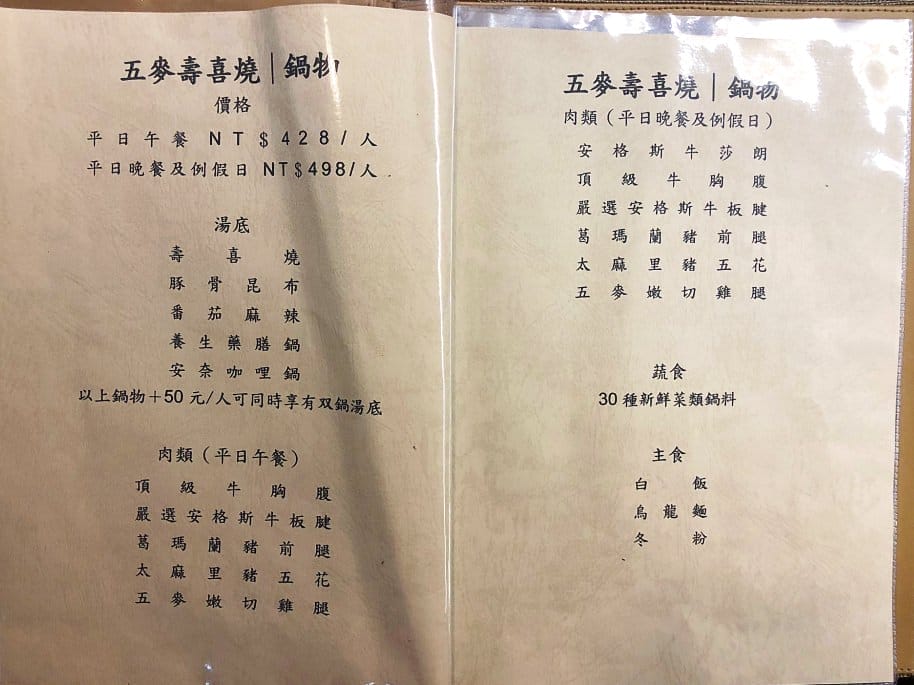 五麥壽喜燒│鍋物
價格
平日午餐 NT$428/人
平日晚餐及例假日 NT$498/人
湯底
壽喜燒
豚骨昆布
番茄麻辣
養生藥膳鍋
安奈咖哩鍋
以上鍋物+50 元/人可同時享有双鍋湯底
肉類(平日午餐)
頂級牛胸腹
嚴選安格斯牛板腱
葛瑪蘭豬前腿
太麻里豬五花
五麥嫩切雞腿
五麥壽喜燒│鍋物
肉類(平日晚餐及例假日)
安格斯牛莎朗
頂級牛胸腹
嚴選安格斯牛板腱
葛瑪蘭豬前腿
太麻里豬五花
五麥嫩切雞腿
蔬食
30 種新鮮菜類鍋料
主食
白飯
烏龍麵
冬粉